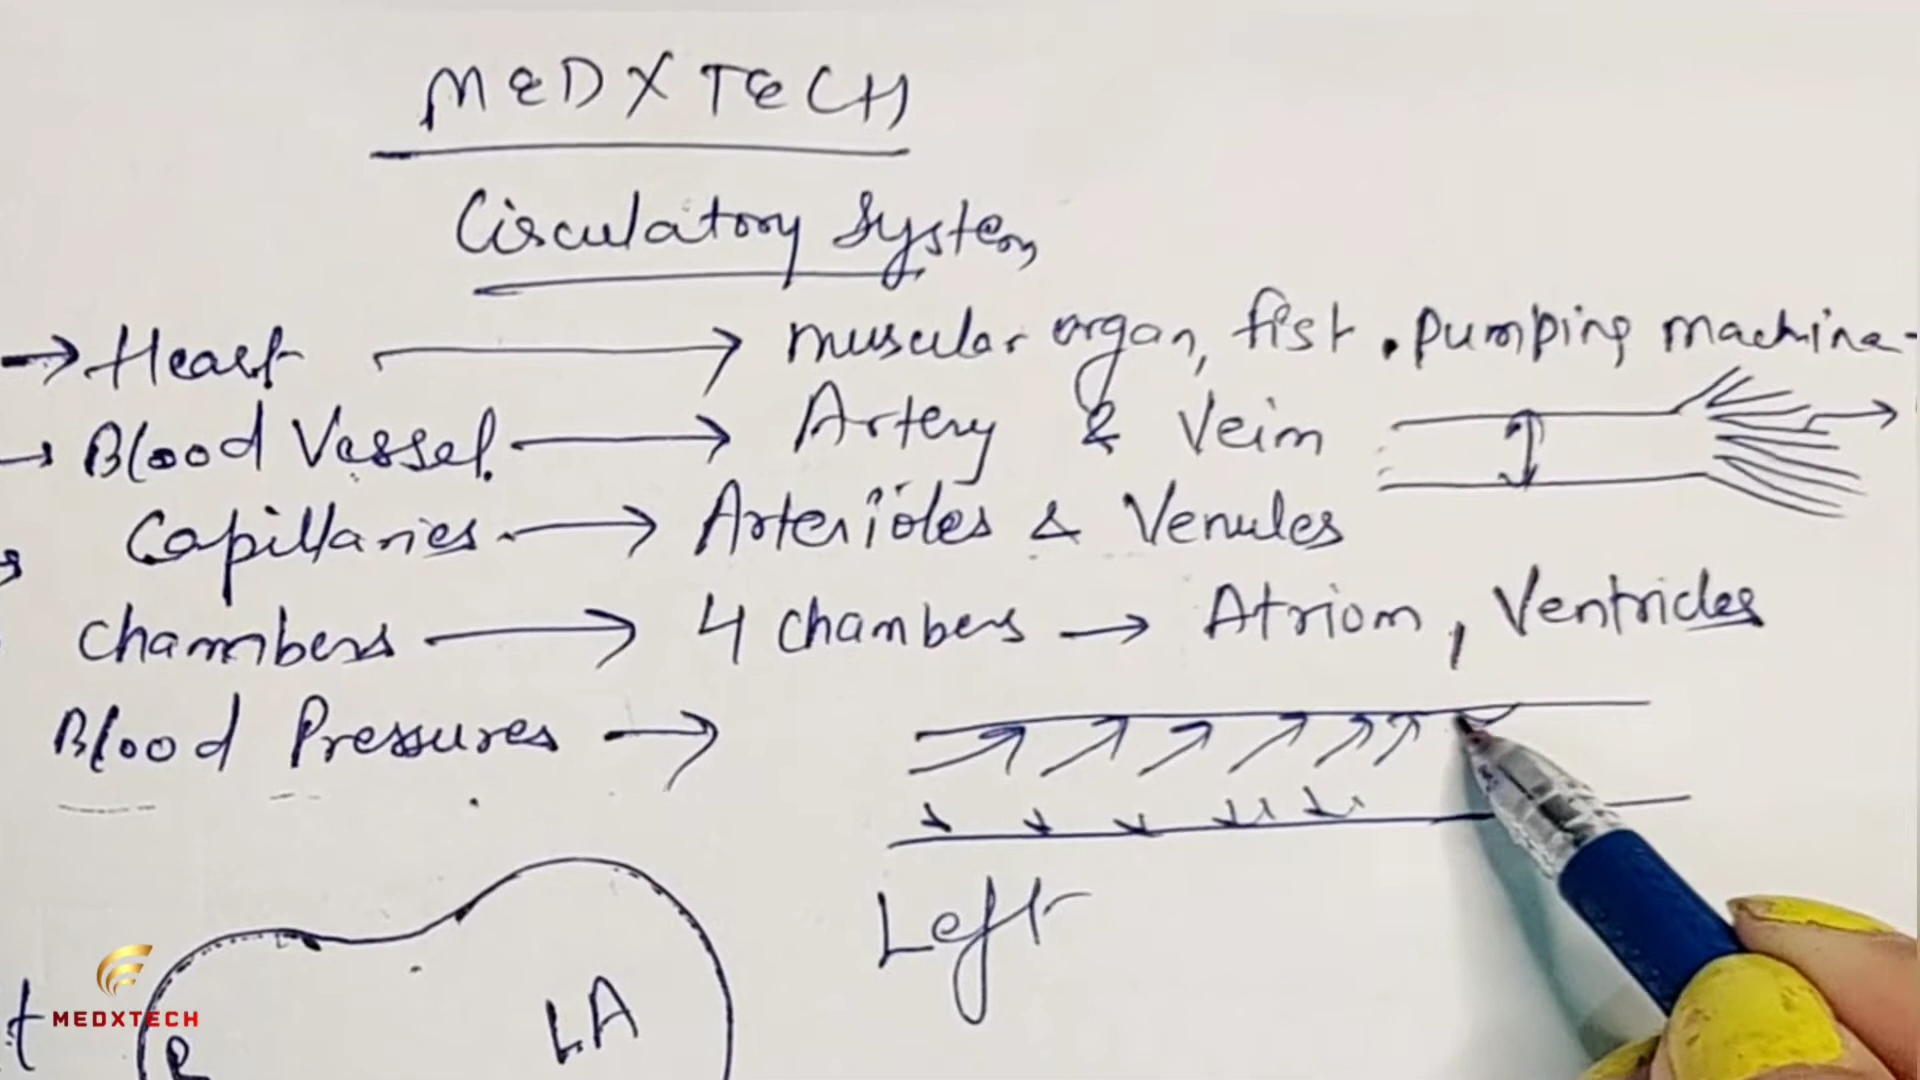 MEDXTECH
Circulatory System
→ Heart → muscular organ, fist . pumping machine
→ Blood Vessel. → Artery & Vein
Capillaries → Arterioles & Venules
Chambers → 4 chambers → Atriom, Ventricles
Blood Pressures →
Left
LA
R
t
MEDXTECH